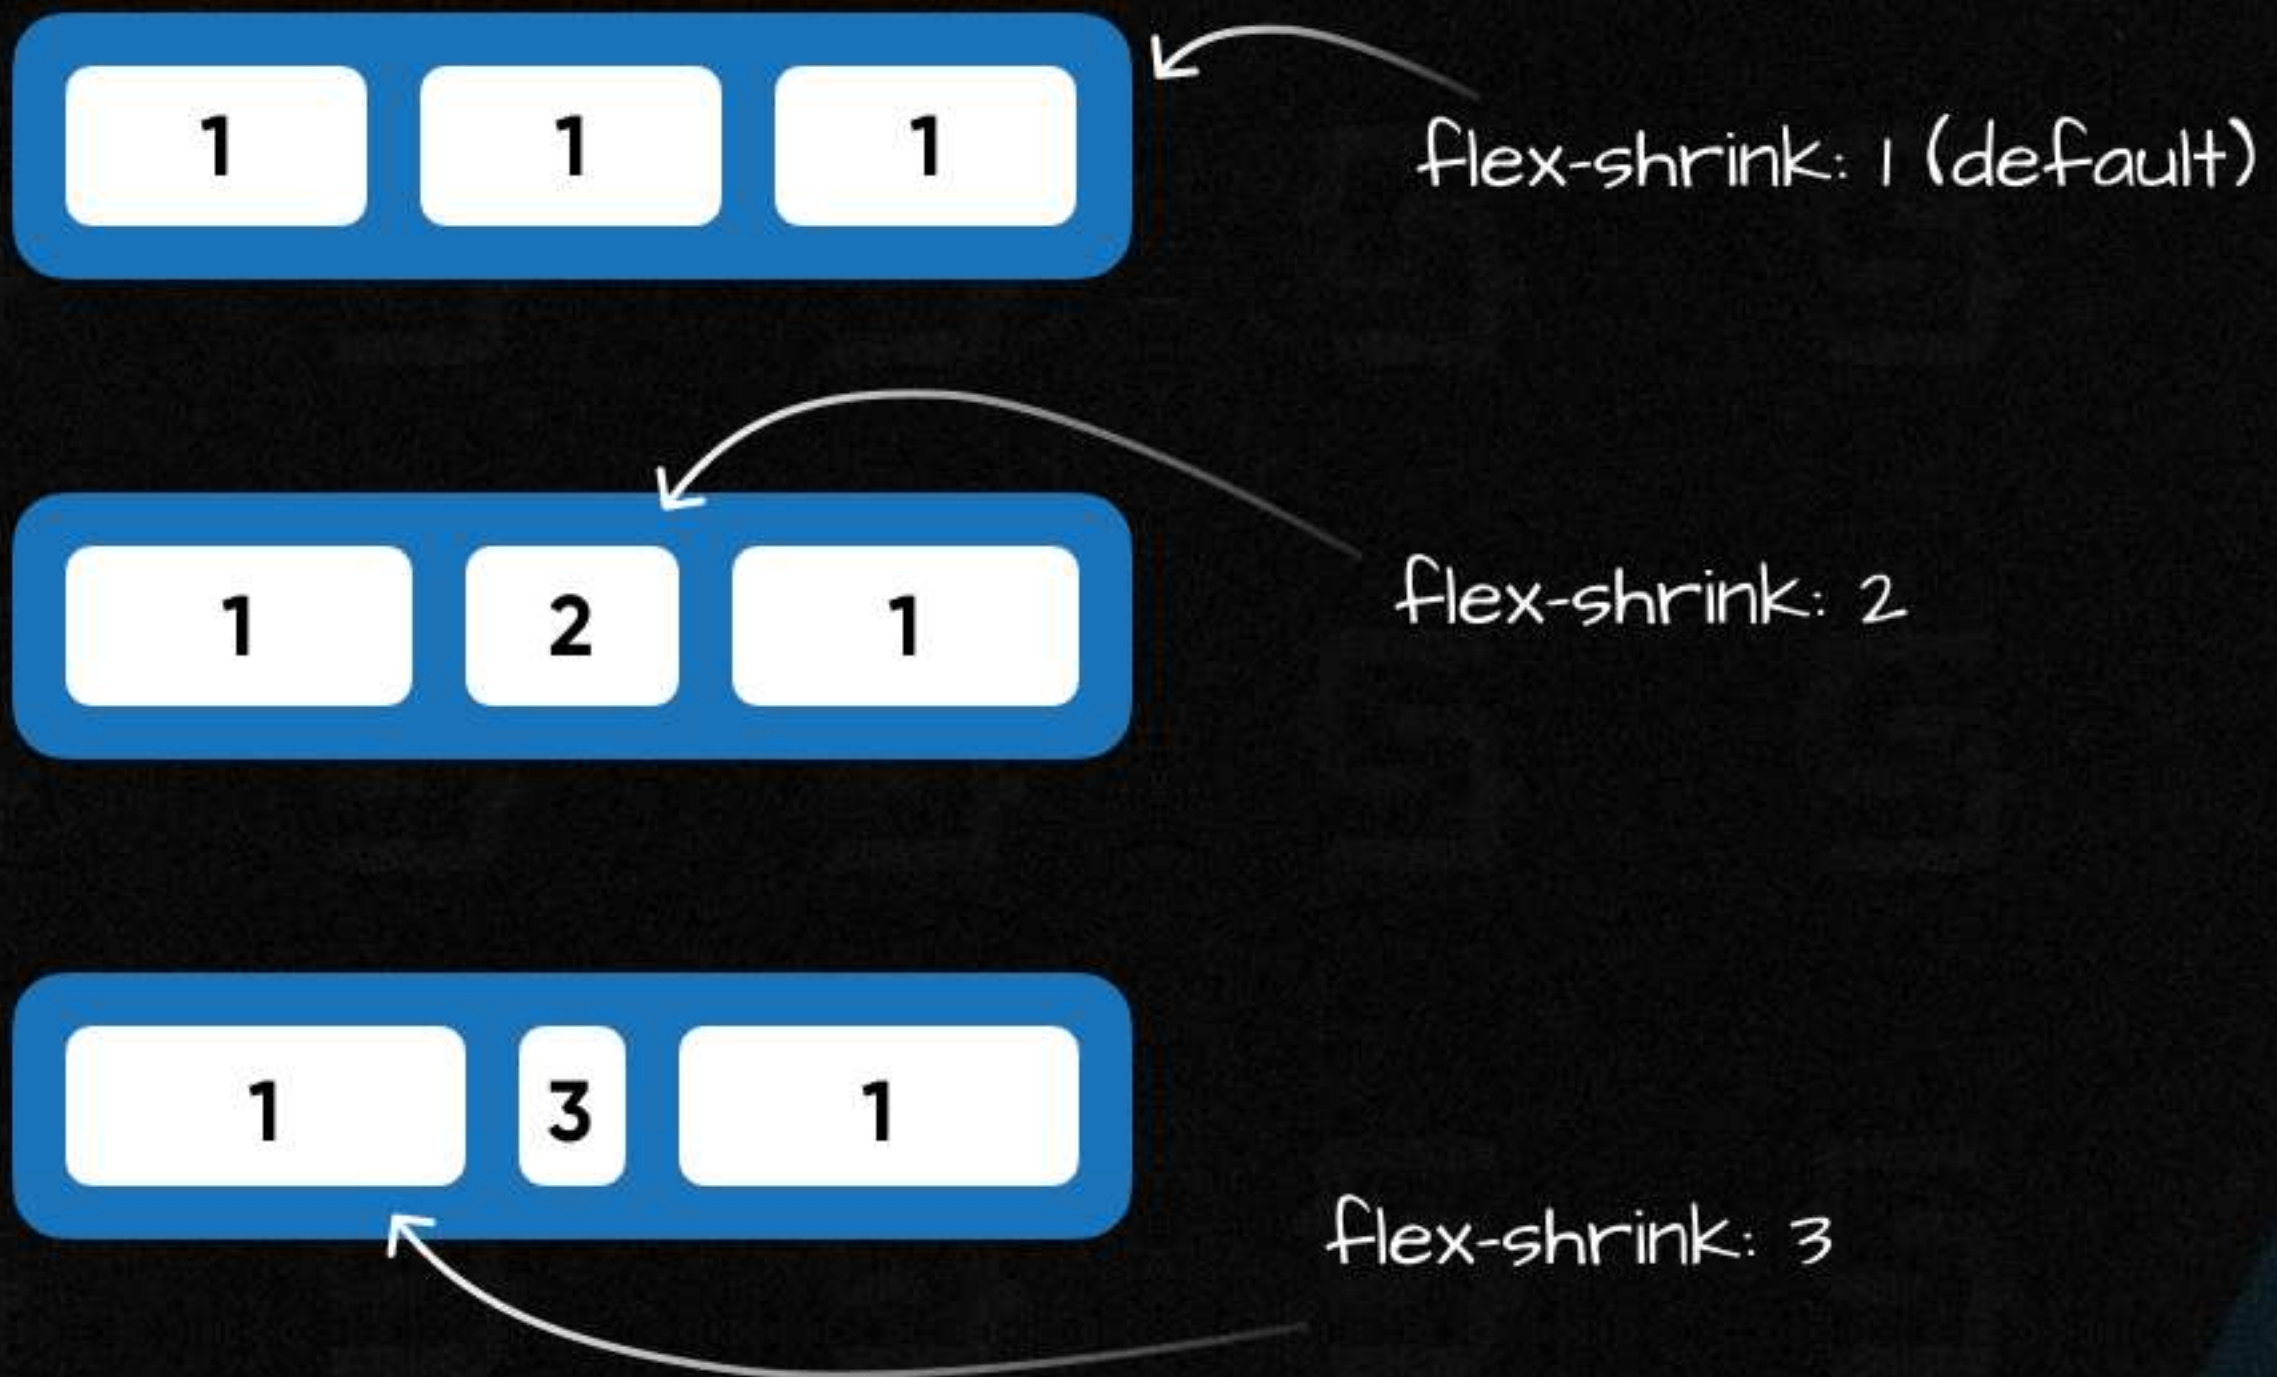 1 1 1
flex-shrink: 1 (default)
1 2 1
flex-shrink: 2
1 3 1
flex-shrink: 3